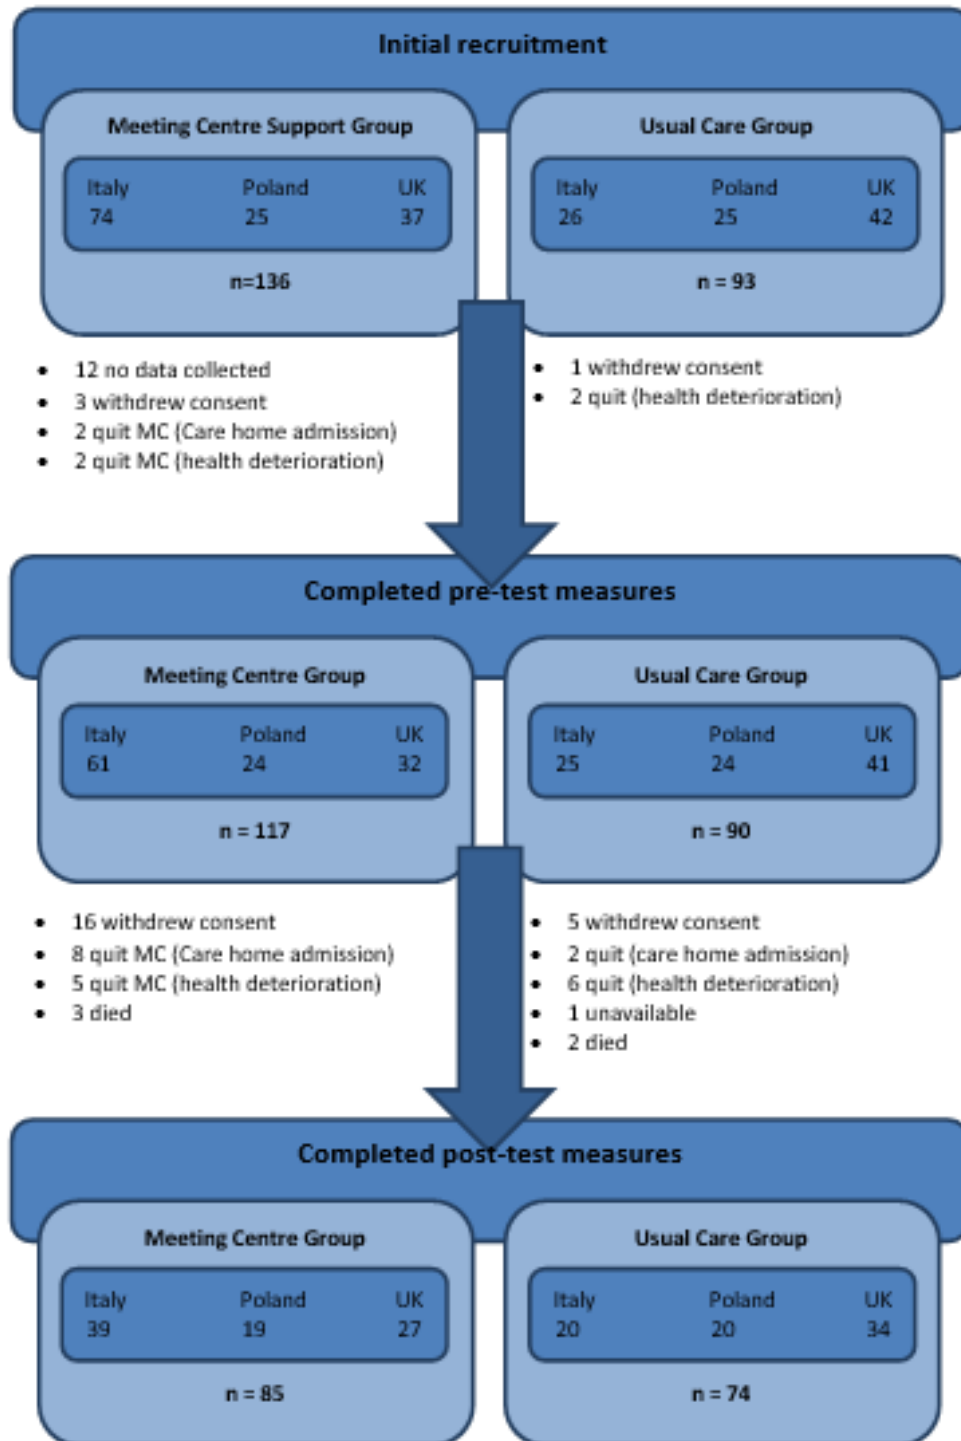 Initial recruitment
Meeting Centre Support Group
Italy Poland UK
74 25 37
n=136
Usual Care Group
Italy Poland UK
26 25 42
n = 93
• 12 no data collected
• 3 withdrew consent
• 2 quit MC (Care home admission)
• 2 quit MC (health deterioration)
• 1 withdrew consent
• 2 quit (health deterioration)
Completed pre-test measures
Meeting Centre Group
Italy Poland UK
61 24 32
n = 117
Usual Care Group
Italy Poland UK
25 24 41
n = 90
• 16 withdrew consent
• 8 quit MC (Care home admission)
• 5 quit MC (health deterioration)
• 3 died
• 5 withdrew consent
• 2 quit (care home admission)
• 6 quit (health deterioration)
• 1 unavailable
• 2 died
Completed post-test measures
Meeting Centre Group
Italy Poland UK
39 19 27
n = 85
Usual Care Group
Italy Poland UK
20 20 34
n = 74